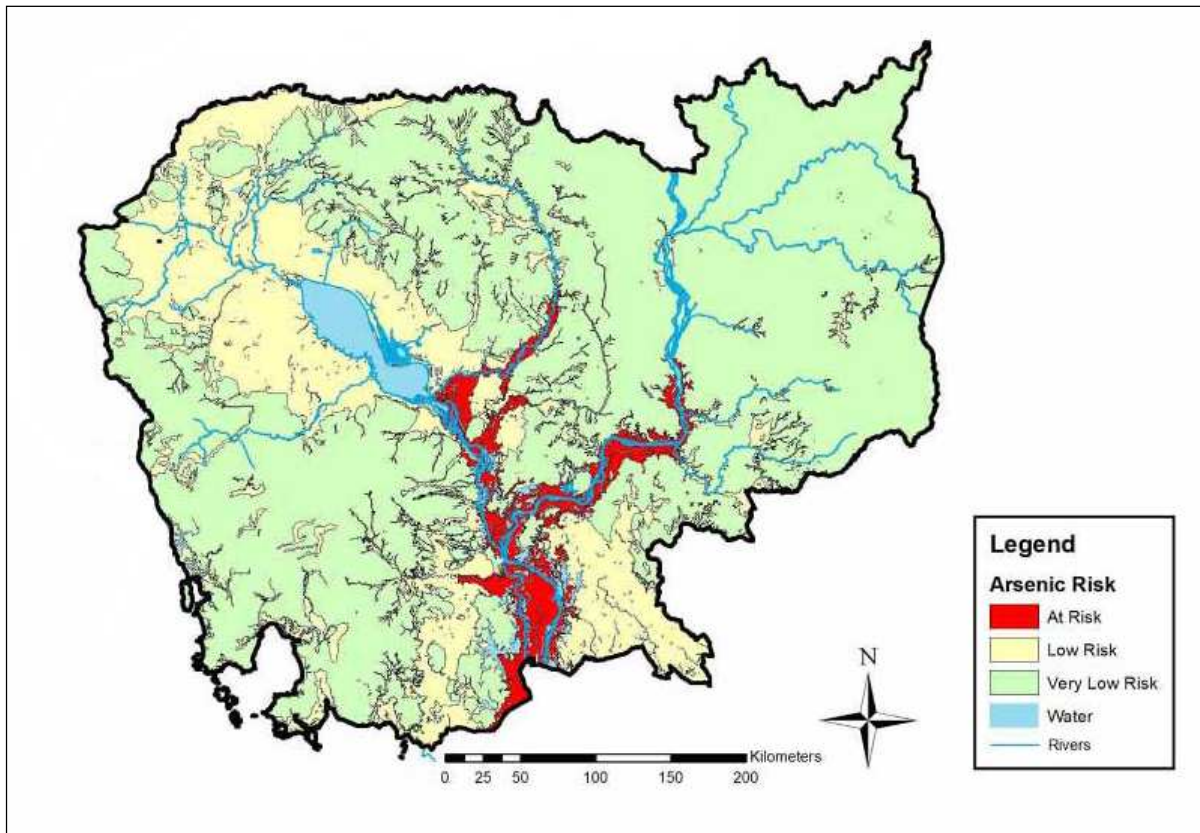 Legend
Arsenic Risk
At Risk
Low Risk
Very Low Risk
Water
Rivers
N
Kilometers
0 25 50 100 150 200